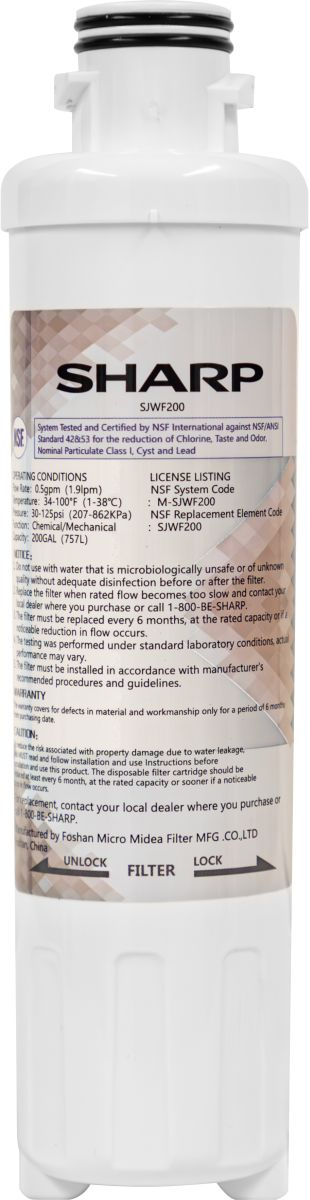 SHARP
SJWF200
NSF
System Tested and Certified by NSF International against NSF/ANSI
Standard 42&53 for the reduction of Chlorine, Taste and Odor,
Nominal Particulate Class I, Cyst and Lead
OPERATING CONDITIONS
LICENSE LISTING
Flow Rate: 0.5gpm (1.9lpm)
NSF System Code
: 34-100°F (1-38°C)
: M-SJWF200
: 30-125psi (207-862KPa)
NSF Replacement Element Code
: Chemical/Mechanical
: SJWF200
: 200GAL (757L)
NOTICE:
Do not use with water that is microbiologically unsafe or of unknown
quality without adequate disinfection before or after the filter.
Replace the filter when rated flow becomes too slow and contact your
local dealer where you purchase or call 1-800-BE-SHARP.
The filter must be replaced every 6 months, at the rated capacity or if a
noticeable reduction in flow occurs.
The testing was performed under standard laboratory conditions, actual
performance may vary.
The filter must be installed in accordance with manufacturer's
recommended procedures and guidelines.
WARRANTY
warranty covers for defects in material and workmanship only for a period of 6 months
purchasing date.
CAUTION:
reduce the risk associated with property damage due to water leakage,
MUST read and follow installation and use Instructions before
installation and use this product. The disposable filter cartridge should be
at least every 6 month, at the rated capacity or sooner if a noticeable
flow occurs.
replacement, contact your local dealer where you purchase or
1-800-BE-SHARP.
Manufactured by Foshan Micro Midea Filter MFG .CO.,LTD
China
UNLOCK FILTER LOCK